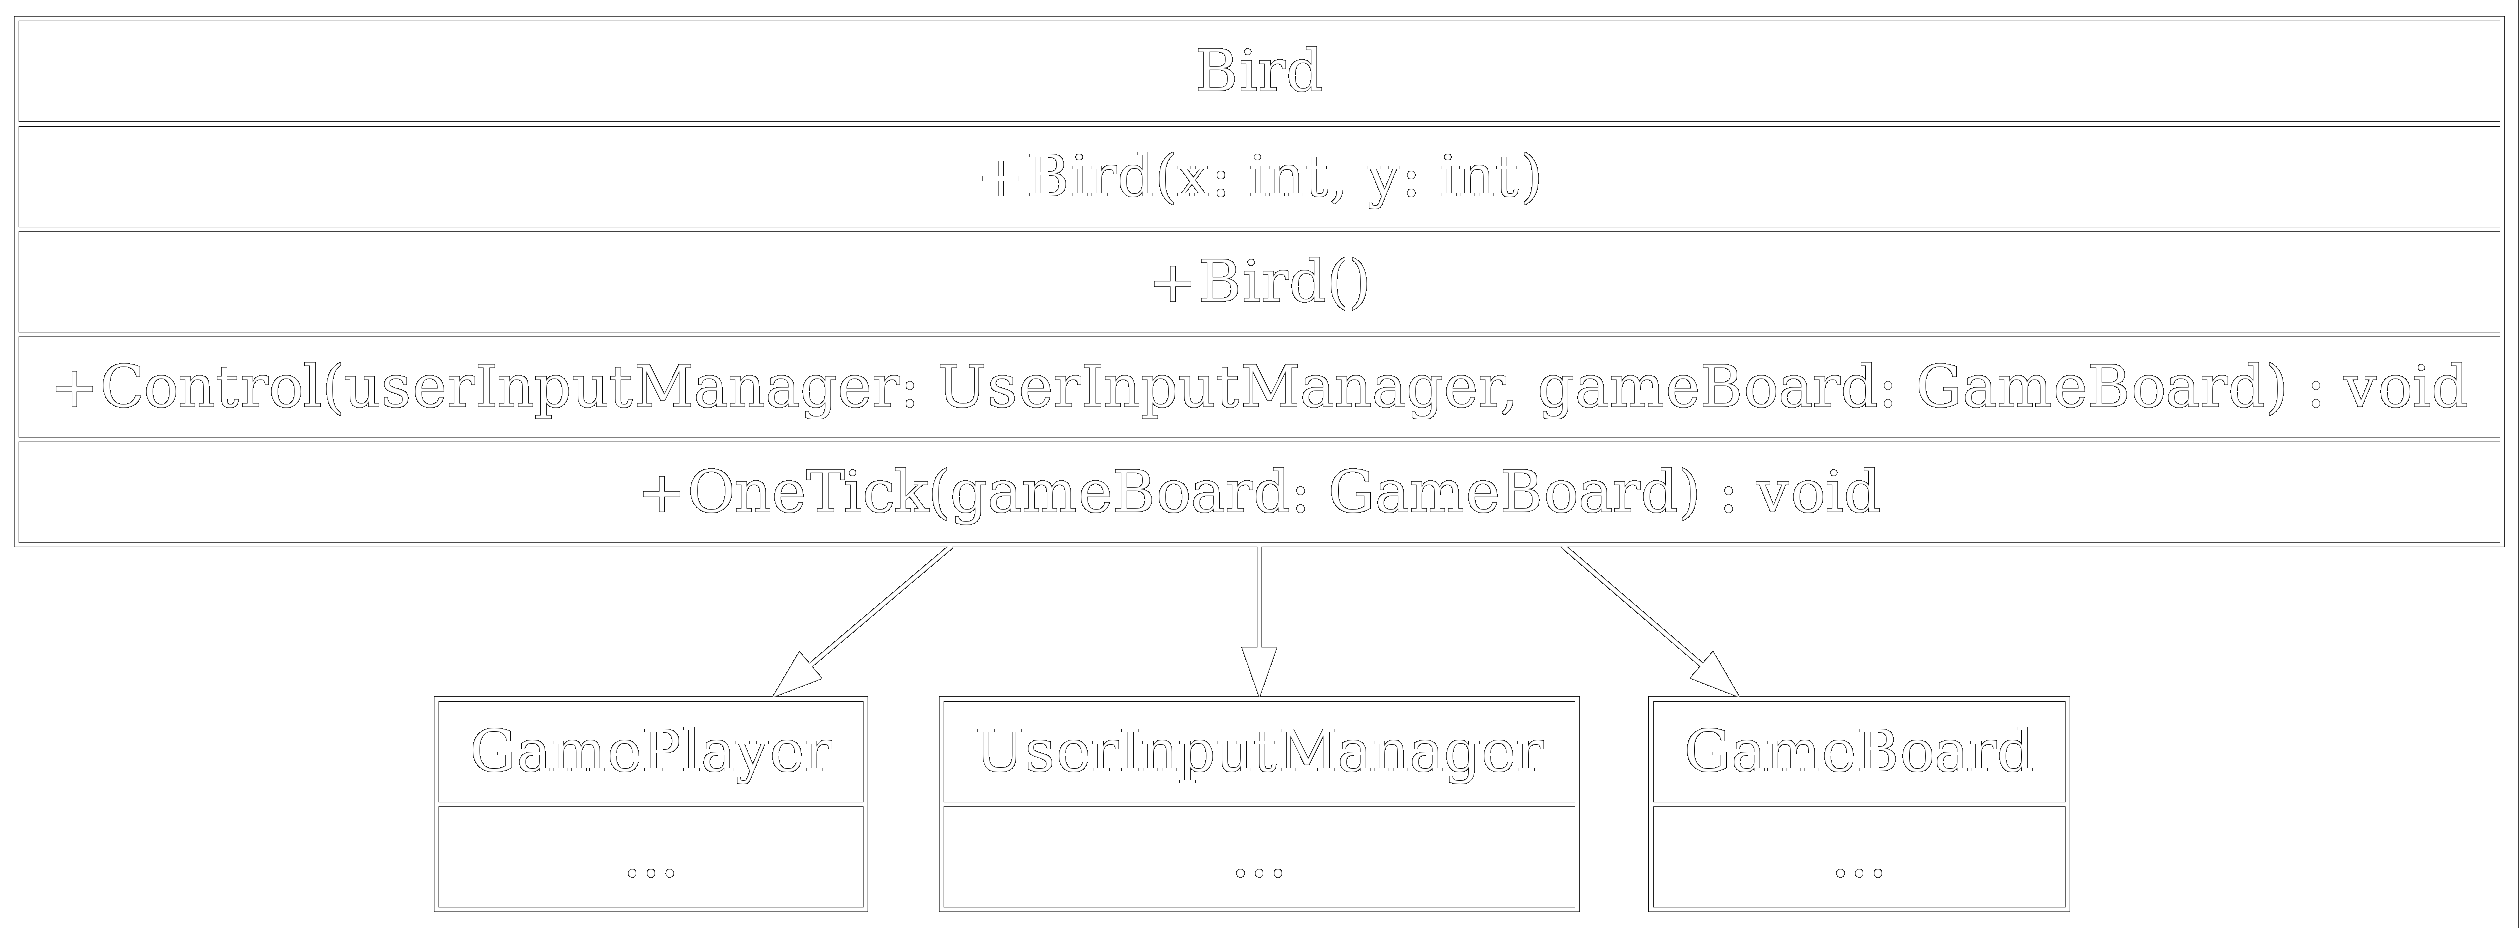 Bird
+Bird(x: int, y: int)
+Bird()
+Control(userInputManager: UserInputManager, gameBoard: GameBoard) : void
+OneTick(gameBoard: GameBoard) : void
GamePlayer
UserInputManager
GameBoard
...
...
...